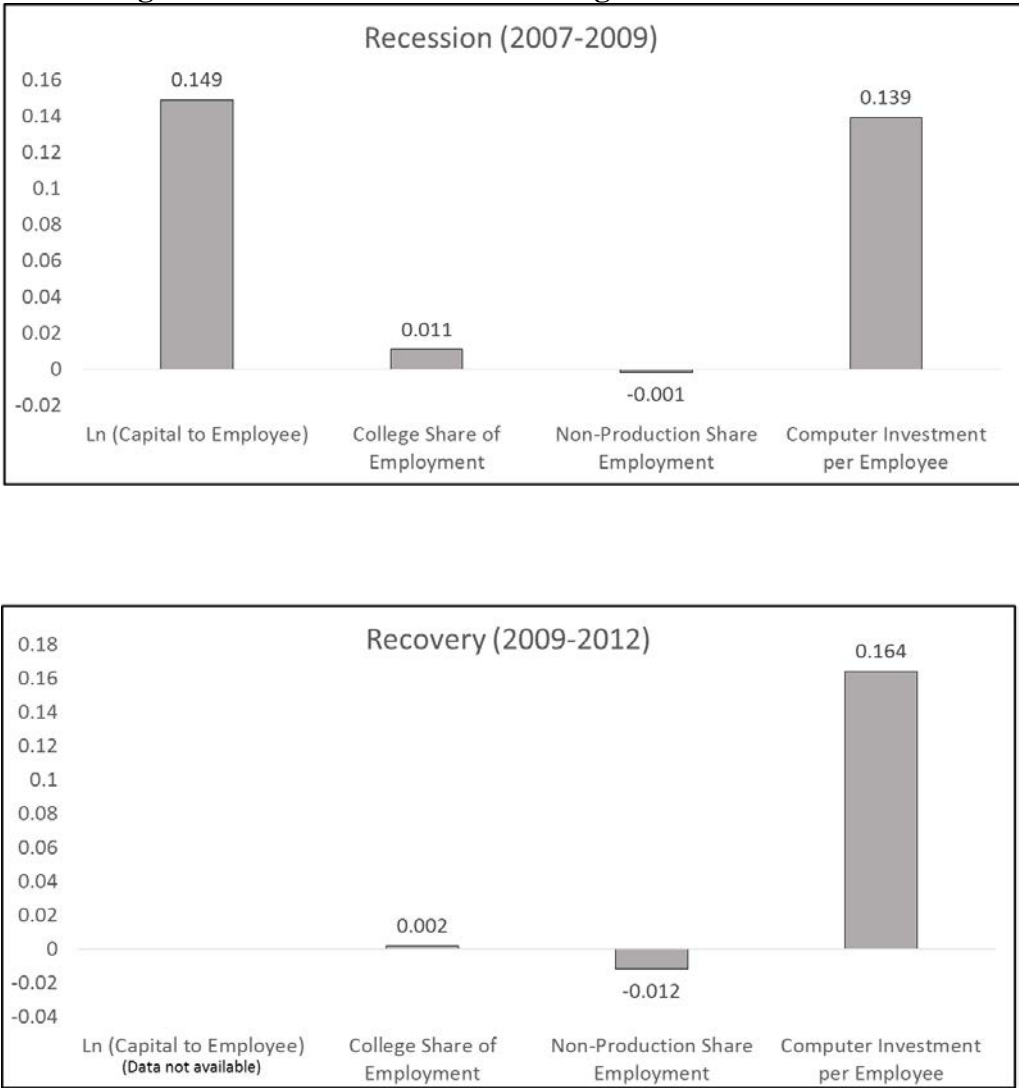 Recession (2007-2009)
0.16
0.14
0.12
0.1
0.08
0.06
0.04
0.02
0
-0.02
0.149
0.011
-0.001
0.139
Ln (Capital to Employee)
College Share of
Employment
Non-Production Share
Employment
Computer Investment
per Employee
Recovery (2009-2012)
0.18
0.16
0.14
0.12
0.1
0.08
0.06
0.04
0.02
0
-0.02
-0.04
0.002
-0.012
0.164
Ln (Capital to Employee)
(Data not available)
College Share of
Employment
Non-Production Share
Employment
Computer Investment
per Employee